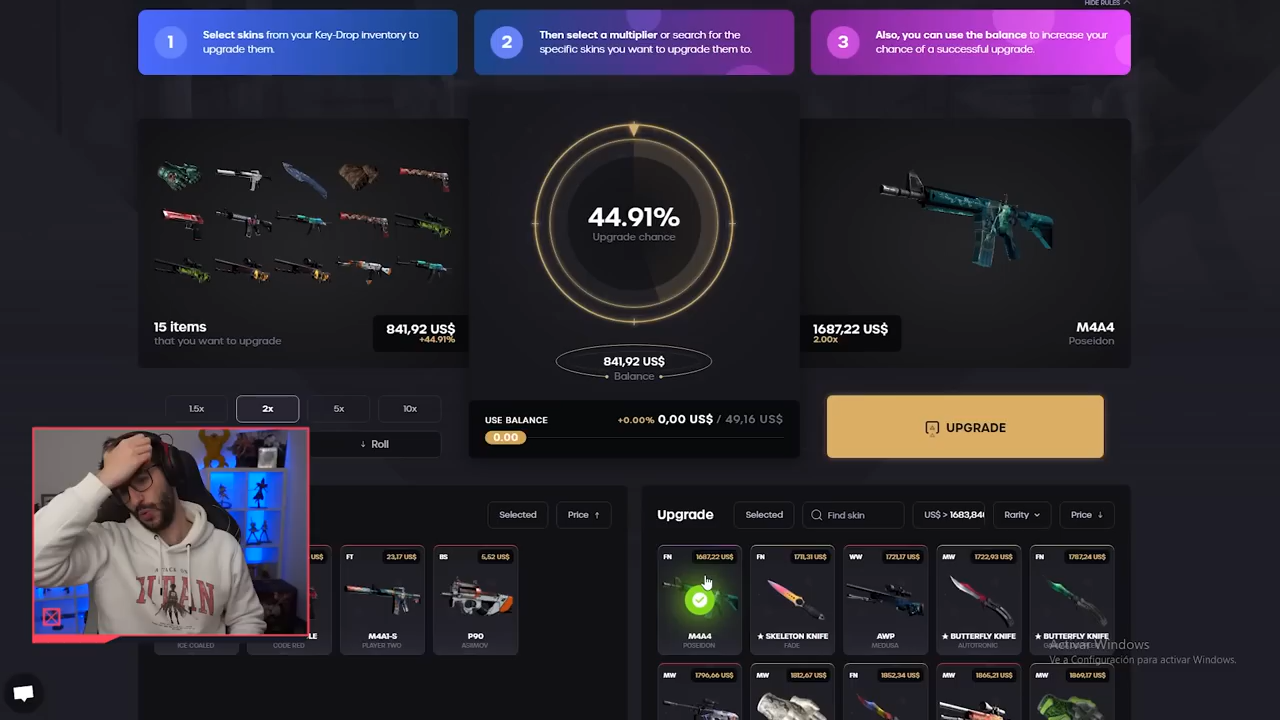 HIDE RULES
1
Select skins from your Key-Drop inventory to
upgrade them.
2
Then select a multiplier or search for the
specific skins you want to upgrade them to.
3
Also, you can use the balance to increase your
chance of a successful upgrade.
44.91%
Upgrade chance
15 items
that you want to upgrade
841,92 US$
+44.91%
1687,22 US$
2.00x
M4A4
Poseidon
841,92 US$
Balance
1.5x
2x
5x
10x
USE BALANCE
+0.00% 0,00 US$ / 49,16 US$
0.00
UPGRADE
Roll
Selected
Price
Upgrade
Selected
Find skin
US$ > 1683,84
Rarity
Price
US$
FT
23,17 US$
BS
5,52 US$
FN
1687,22 US$
FN
1711,31 US$
WW
1721,17 US$
MW
1722,93 US$
FN
1787,24 US$
ICE COALED
CODE RED
M4A1-S
PLAYER TWO
P90
ASIIMOV
M4A4
POSEIDON
★ SKELETON KNIFE
FADE
AWP
MEDUSA
★ BUTTERFLY KNIFE
AUTOTRONIC
★ BUTTERFLY KNIFE
Activar Windows
Ve a Configuración para activar Windows.
MW
1796,66 US$
MW
1812,67 US$
FN
1852,34 US$
MW
1865,21 US$
MW
1869,17 US$
ATTACK ON
TITAN